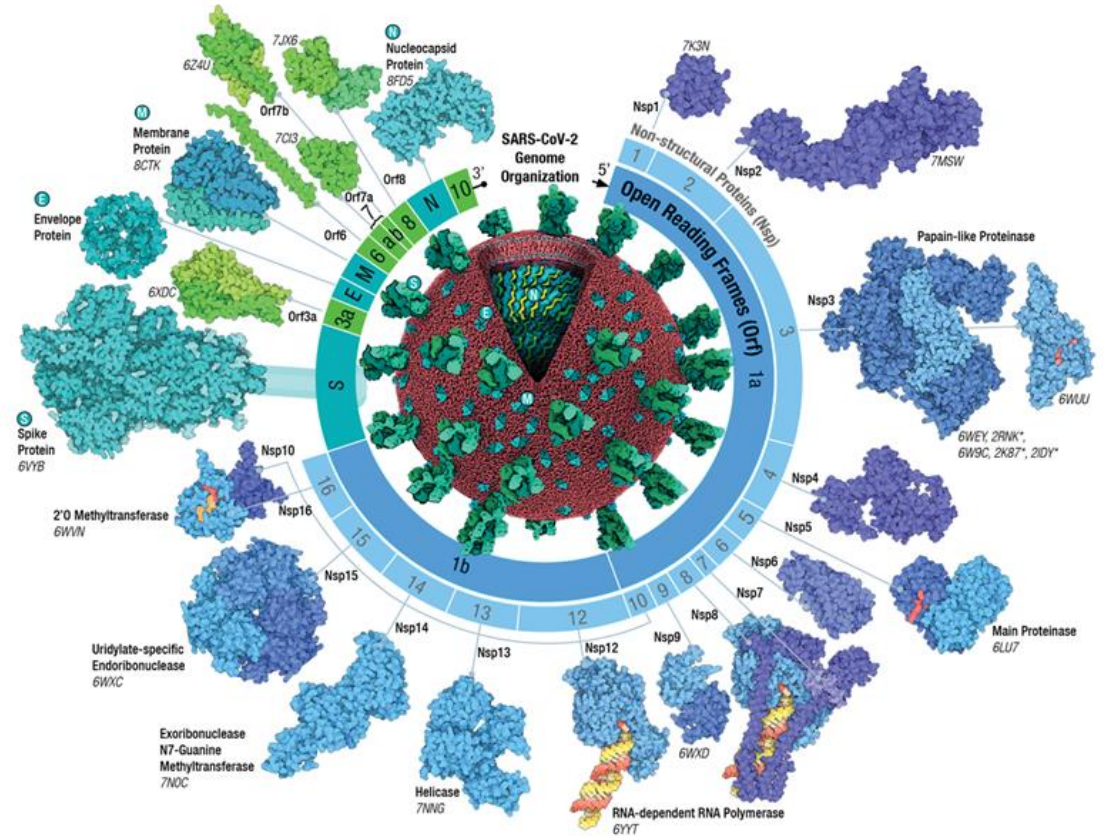 SARS-CoV-2
Genome
Organization
3'
5'
Open Reading Frames (Orf)
1a
1b
Non-structural Proteins (Nsp)
1
2
3
4
5
6
7
8
9
10
12
13
14
15
16
S
3a
E
M
6
7
a
b
8
N
10
7K3N
Nsp1
Nsp2
7MSW
Papain-like Proteinase
Nsp3
6WUU
6WEY, 2RNK*,
6W9C, 2K87*, 2IDY*
Nsp4
Nsp5
Main Proteinase
6LU7
Nsp6
Nsp7
Nsp8
Nsp9
6WXD
Nsp12
RNA-dependent RNA Polymerase
6YYT
Nsp13
Helicase
7NNG
Nsp14
Exoribonuclease
N7-Guanine
Methyltransferase
7N0C
Nsp15
Uridylate-specific
Endoribonuclease
6WXC
Nsp10
Nsp16
2'O Methyltransferase
6WVN
S
Spike
Protein
6VYB
Orf3a
6XDC
E
Envelope
Protein
M
Membrane
Protein
8CTK
Orf6
Orf7a
7CI3
Orf7b
6Z4U
7JX6
Orf8
N
Nucleocapsid
Protein
8FD5
S
E
N
M